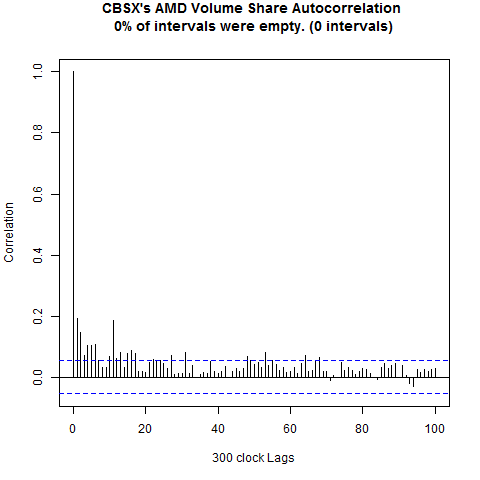 CBSX's AMD Volume Share Autocorrelation
0% of intervals were empty. (0 intervals)
1.0
0.8
0.6
0.4
0.2
0.0
Correlation
0 20 40 60 80 100
300 clock Lags